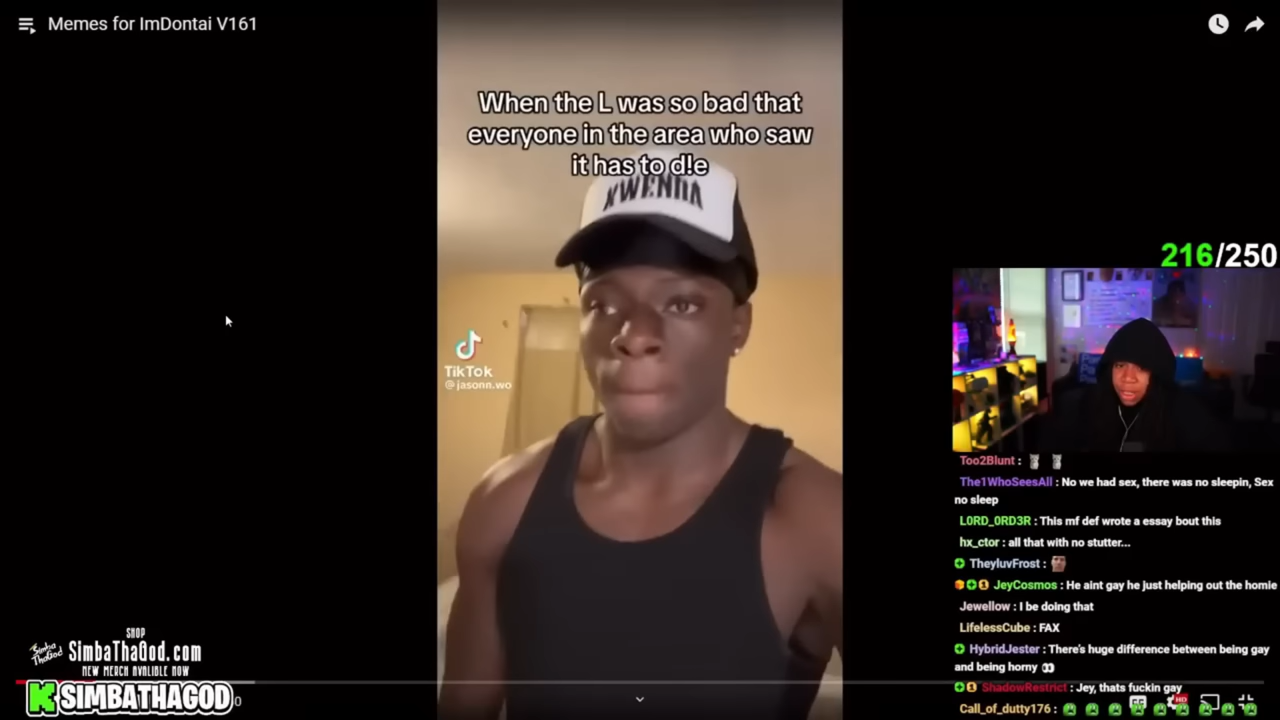 Memes for ImDontai V161
When the L was so bad that
everyone in the area who saw
it has to d!e
XWENDA
TikTok
@jasonn.wo
216/250
Too2Blunt :
The1WhoSeesAll : No we had sex, there was no sleepin, Sex
no sleep
L0RD_0RD3R : This mf def wrote a essay bout this
hx_ctor : all that with no stutter...
TheyluvFrost :
JeyCosmos : He aint gay he just helping out the homie
Jewellow : I be doing that
LifelessCube : FAX
HybridJester : There's huge difference between being gay
and being horny
ShadowRestrict : Jey, thats fuckin gay
Call_of_dutty176 :
SHOP
Simba
ThaGod
SimbaThaGod.com
NEW MERCH AVAILABLE NOW
K SIMBATHAGOD
HD